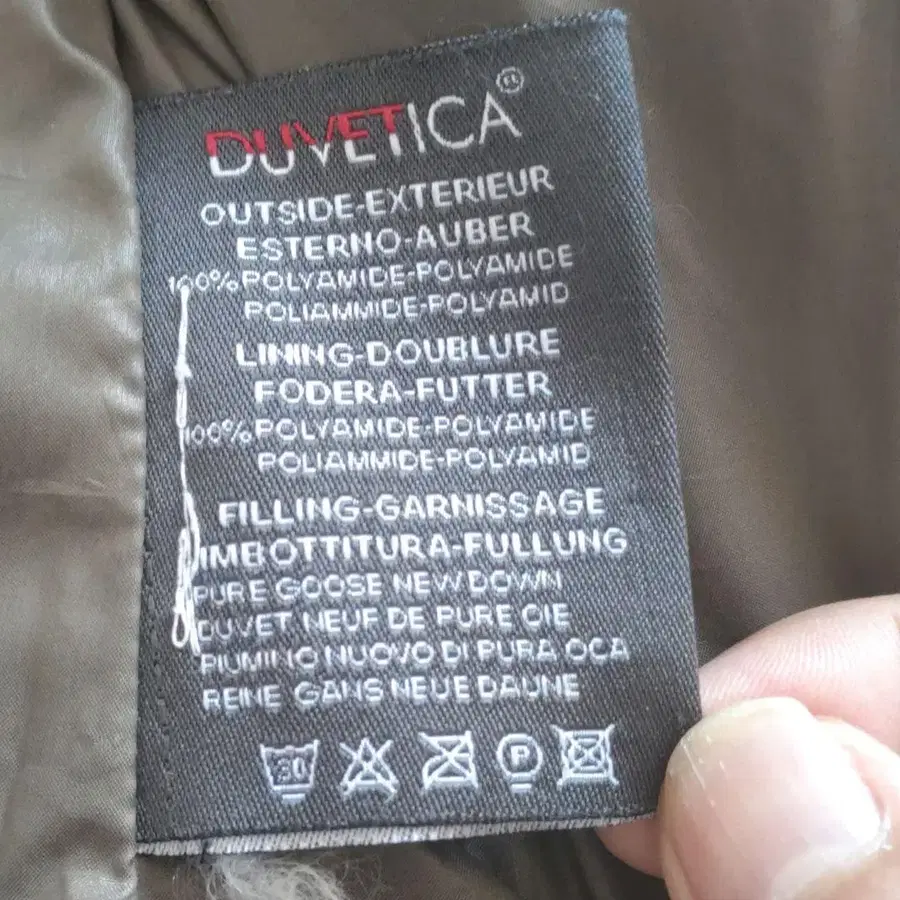 DUVETICA®
OUTSIDE-EXTERIEUR
ESTERNO-AUBER
100% POLYAMIDE-POLYAMIDE
POLIAMMIDE-POLYAMID
LINING-DOUBLURE
FODERA-FUTTER
100% POLYAMIDE-POLYAMIDE
POLIAMMIDE-POLYAMID
FILLING-GARNISSAGE
IMBOTTITURA-FULLUNG
PURE GOOSE NEW DOWN
DUVET NEUF DE PURE OIE
PIUMINO NUOVO DI PURA OCA
REINE GANS NEUE DAUNE
30 P